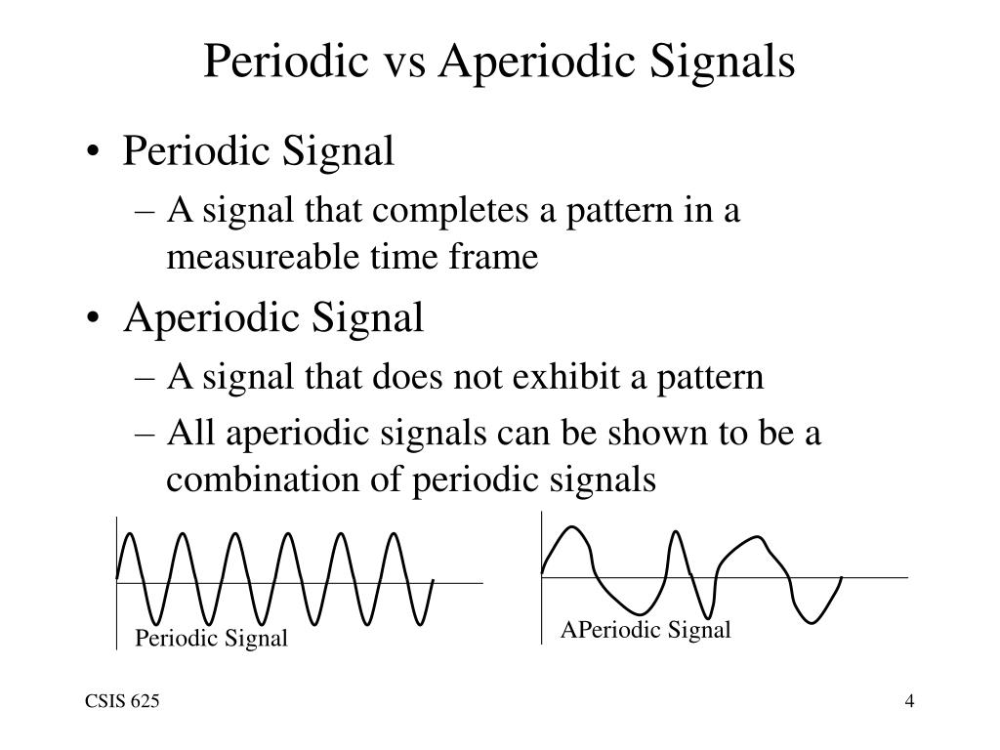 Periodic vs Aperiodic Signals
• Periodic Signal
– A signal that completes a pattern in a
measureable time frame
• Aperiodic Signal
– A signal that does not exhibit a pattern
– All aperiodic signals can be shown to be a
combination of periodic signals
Periodic Signal
APeriodic Signal
CSIS 625
4